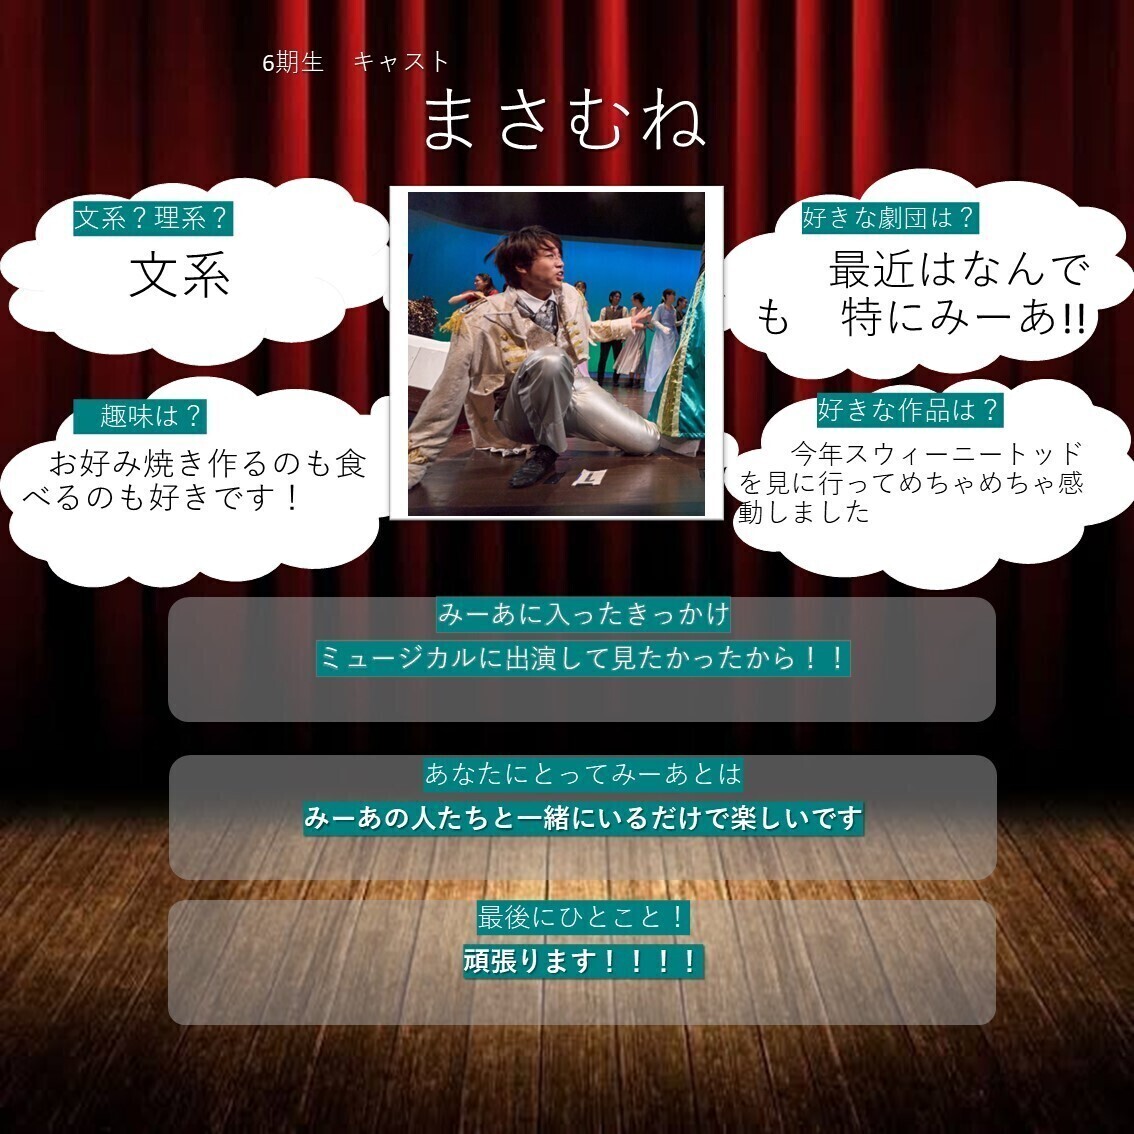 6期生　キャスト
まさむね
文系？理系？
文系
好きな劇団は？
最近はなんで
も　特にみーあ!!
趣味は？
お好み焼き作るのも食
べるのも好きです！
好きな作品は？
今年スウィーニートッド
を見に行ってめちゃめちゃ感
動しました
みーあに入ったきっかけ
ミュージカルに出演して見たかったから！！
あなたにとってみーあとは
みーあの人たちと一緒にいるだけで楽しいです
最後にひとこと！
頑張ります！！！！